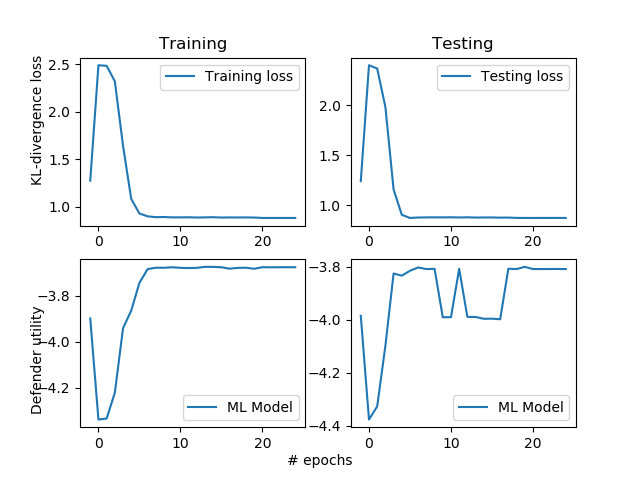 Training
Testing
KL-divergence loss
2.5
2.0
1.5
1.0
0
10
20
Training loss
2.0
1.5
1.0
0
10
20
Testing loss
Defender utility
−3.8
−4.0
−4.2
0
10
20
ML Model
−3.8
−4.0
−4.2
−4.4
0
10
20
ML Model
# epochs